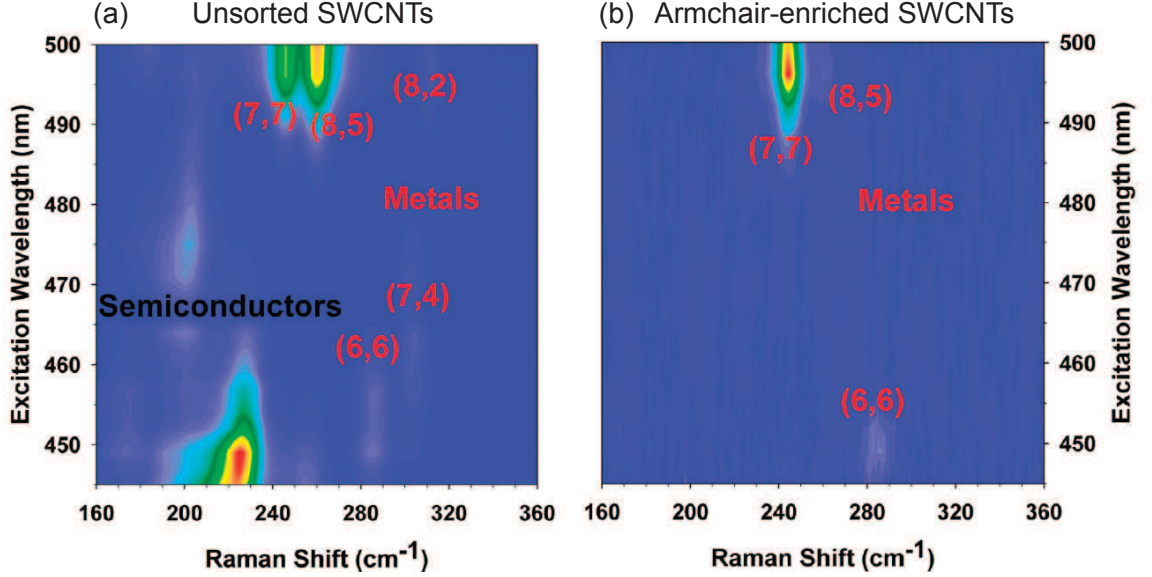 (a) Unsorted SWCNTs
Excitation Wavelength (nm)
500
490
480
470
460
450
(8,2)
(7,7)
(8,5)
Metals
(7,4)
Semiconductors
(6,6)
160 200 240 280 320 360
Raman Shift (cm⁻¹)
(b) Armchair-enriched SWCNTs
500
490
480
470
460
450
Excitation Wavelength (nm)
(8,5)
(7,7)
Metals
(6,6)
160 200 240 280 320 360
Raman Shift (cm⁻¹)